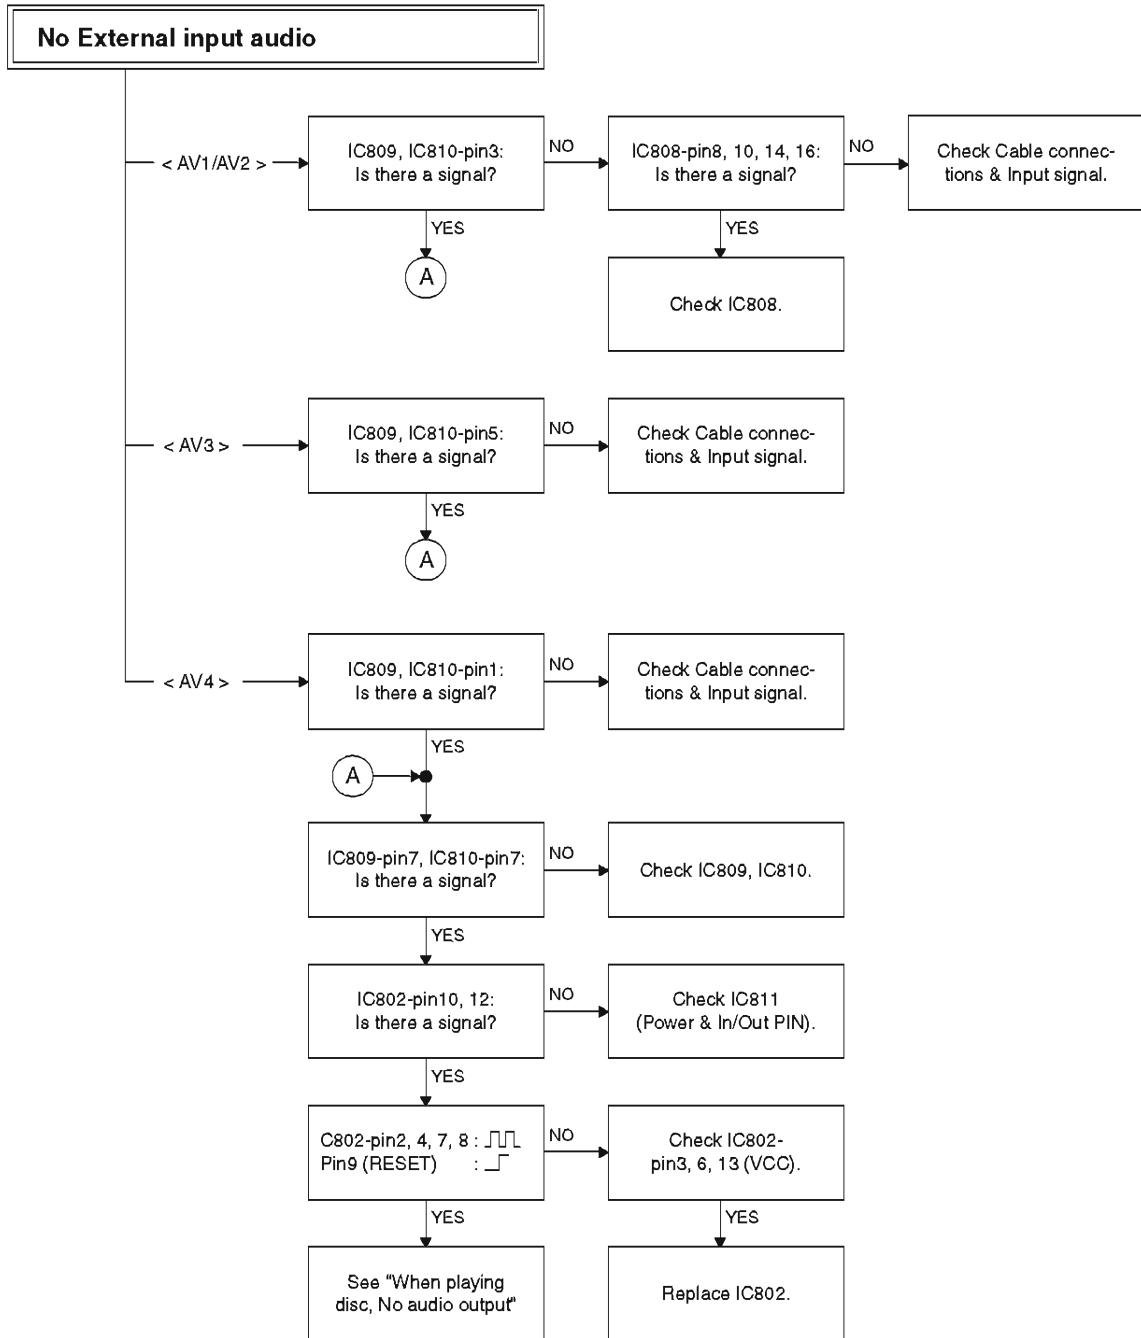 No External input audio
< AV1/AV2 >
IC809, IC810-pin3:
Is there a signal?
NO
IC808-pin8, 10, 14, 16:
Is there a signal?
NO
Check Cable connec-
tions & Input signal.
YES
A
YES
Check IC808.
< AV3 >
IC809, IC810-pin5:
Is there a signal?
NO
Check Cable connec-
tions & Input signal.
YES
A
< AV4 >
IC809, IC810-pin1:
Is there a signal?
NO
Check Cable connec-
tions & Input signal.
YES
A
IC809-pin7, IC810-pin7:
Is there a signal?
NO
Check IC809, IC810.
YES
IC802-pin10, 12:
Is there a signal?
NO
Check IC811
(Power & In/Out PIN).
YES
C802-pin2, 4, 7, 8 :
Pin9 (RESET) :
NO
Check IC802-
pin3, 6, 13 (VCC).
YES
YES
See "When playing
disc, No audio output"
Replace IC802.